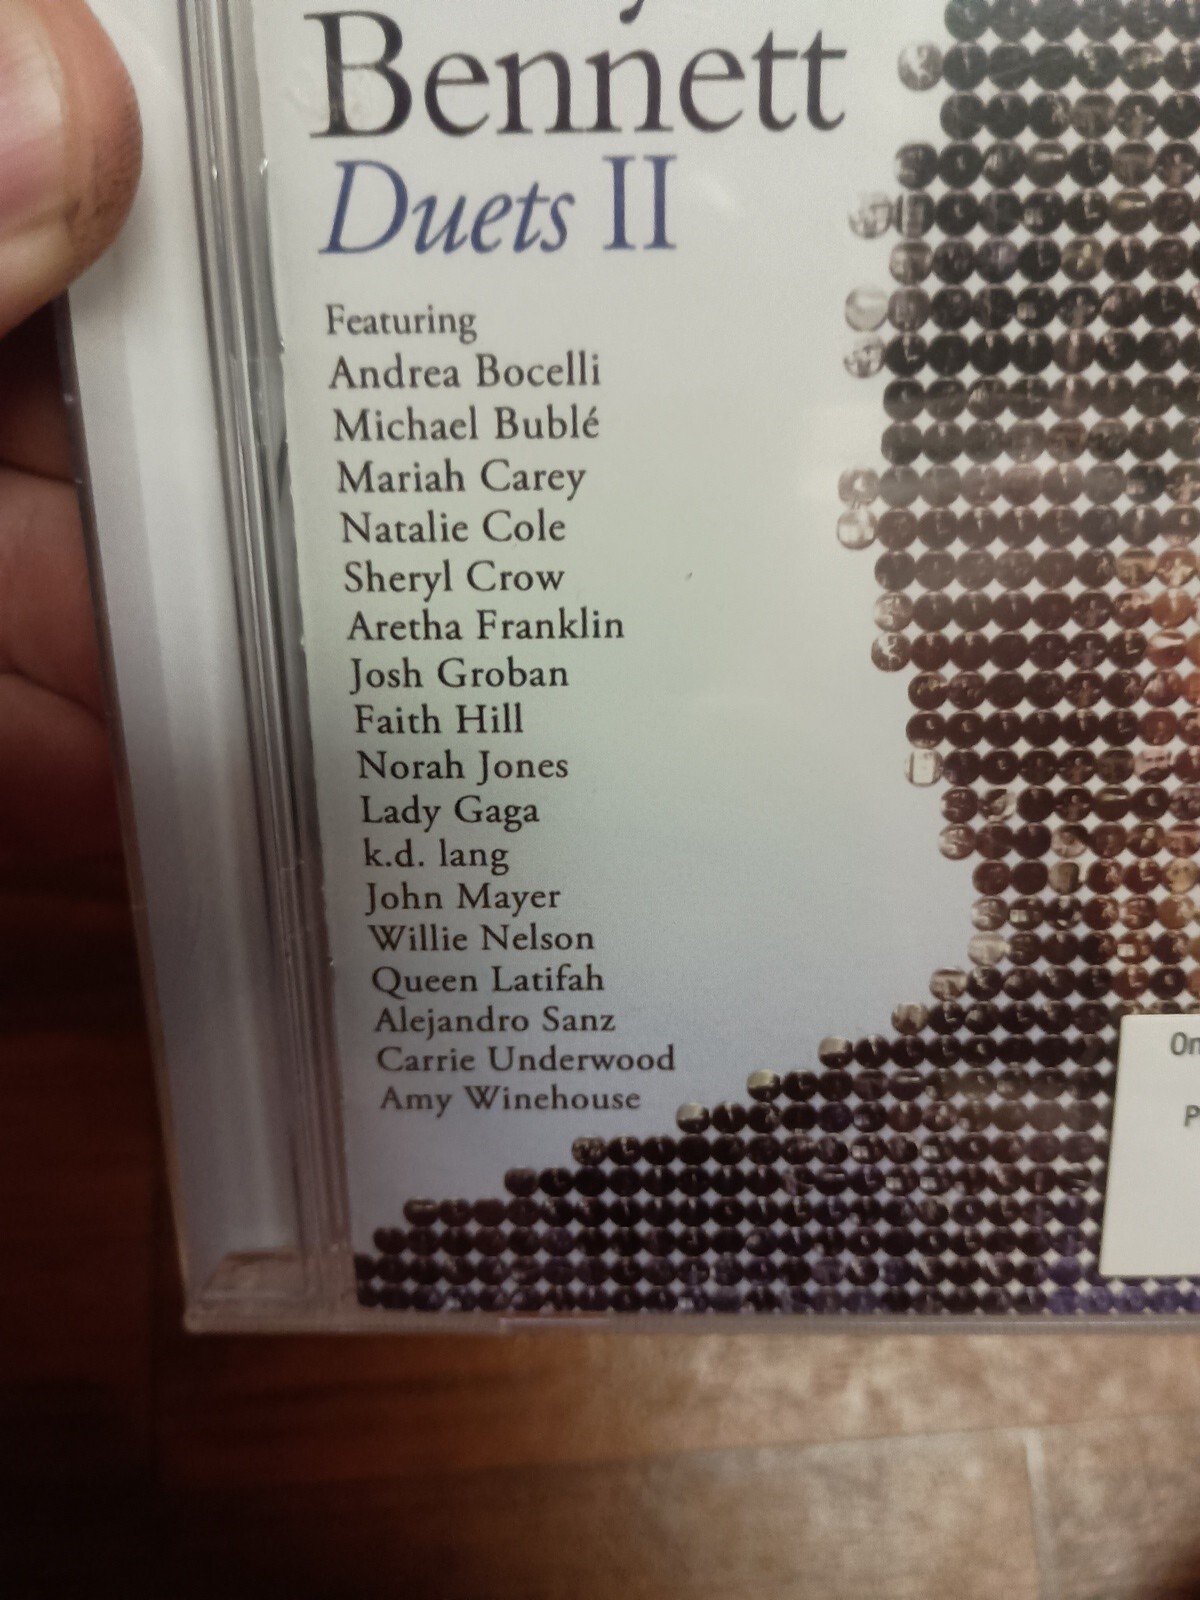 Bennett
Duets II
Featuring
Andrea Bocelli
Michael Bublé
Mariah Carey
Natalie Cole
Sheryl Crow
Aretha Franklin
Josh Groban
Faith Hill
Norah Jones
Lady Gaga
k.d. lang
John Mayer
Willie Nelson
Queen Latifah
Alejandro Sanz
Carrie Underwood
Amy Winehouse